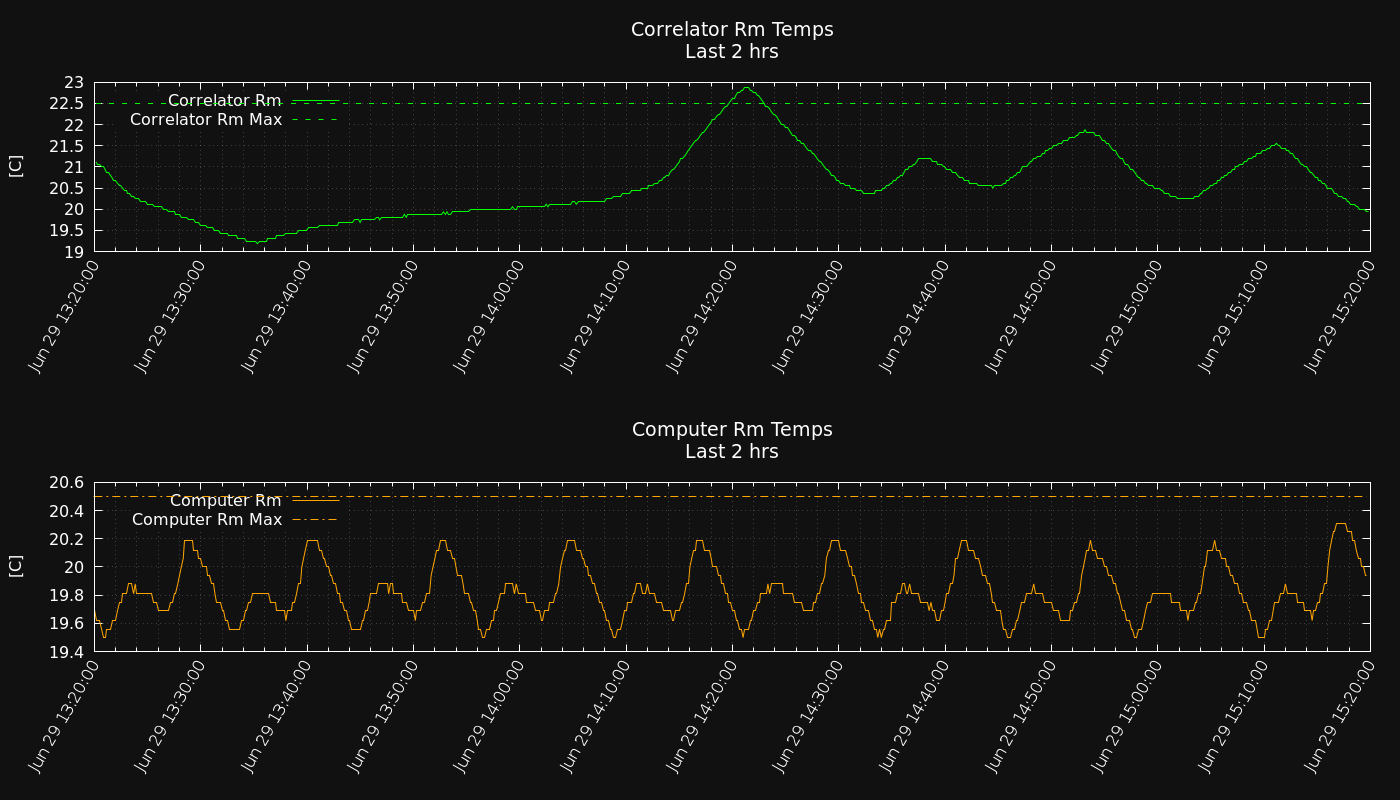 Correlator Rm Temps
Last 2 hrs
23
22.5
22
21.5
21
20.5
20
19.5
19
[C]
Correlator Rm
Correlator Rm Max
Jun 29 13:20:00
Jun 29 13:30:00
Jun 29 13:40:00
Jun 29 13:50:00
Jun 29 14:00:00
Jun 29 14:10:00
Jun 29 14:20:00
Jun 29 14:30:00
Jun 29 14:40:00
Jun 29 14:50:00
Jun 29 15:00:00
Jun 29 15:10:00
Jun 29 15:20:00
Computer Rm Temps
Last 2 hrs
20.6
20.4
20.2
20
19.8
19.6
19.4
[C]
Computer Rm
Computer Rm Max
Jun 29 13:20:00
Jun 29 13:30:00
Jun 29 13:40:00
Jun 29 13:50:00
Jun 29 14:00:00
Jun 29 14:10:00
Jun 29 14:20:00
Jun 29 14:30:00
Jun 29 14:40:00
Jun 29 14:50:00
Jun 29 15:00:00
Jun 29 15:10:00
Jun 29 15:20:00